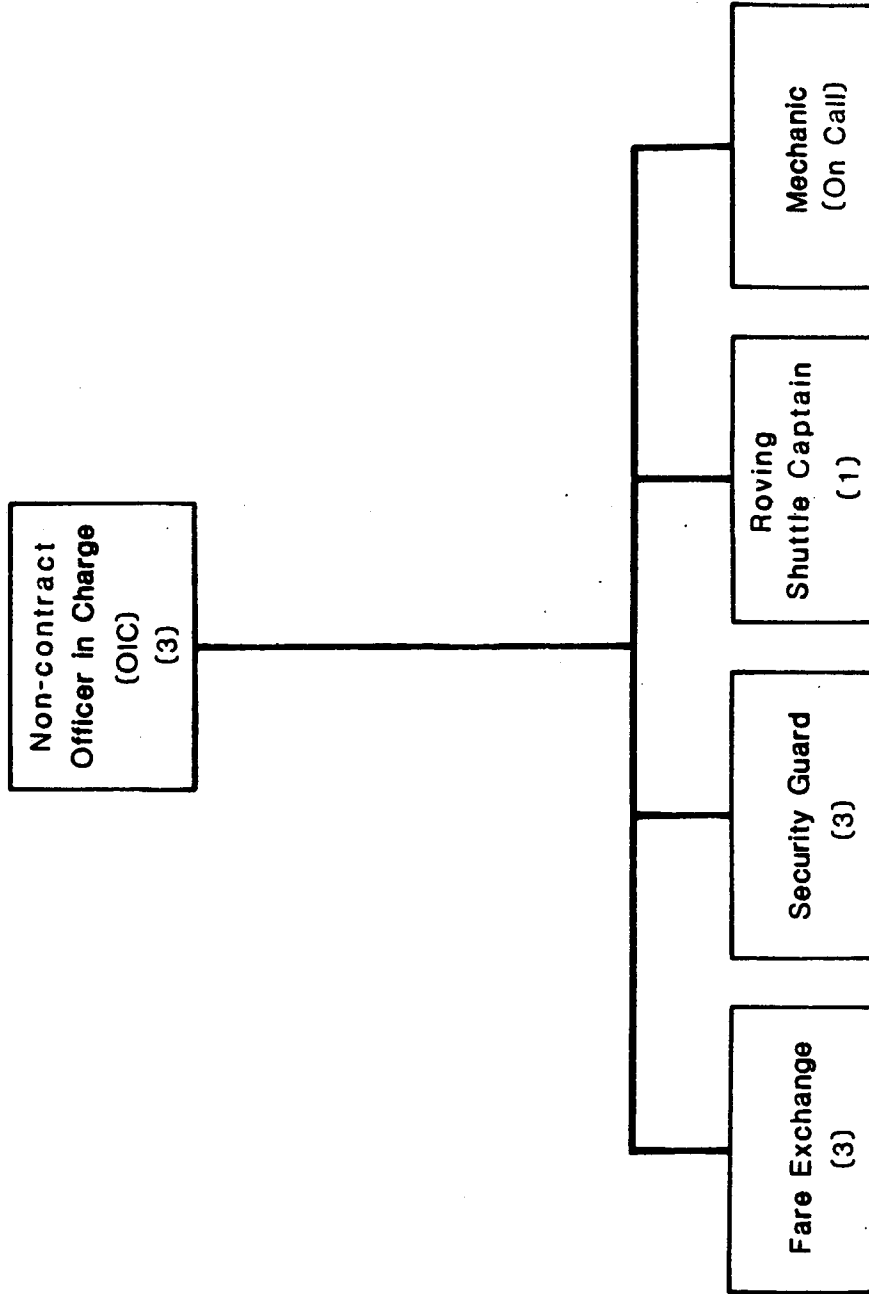 Non-contract
Officer in Charge
(OIC)
(3)
Fare Exchange
(3)
Security Guard
(3)
Roving
Shuttle Captain
(1)
Mechanic
(On Call)